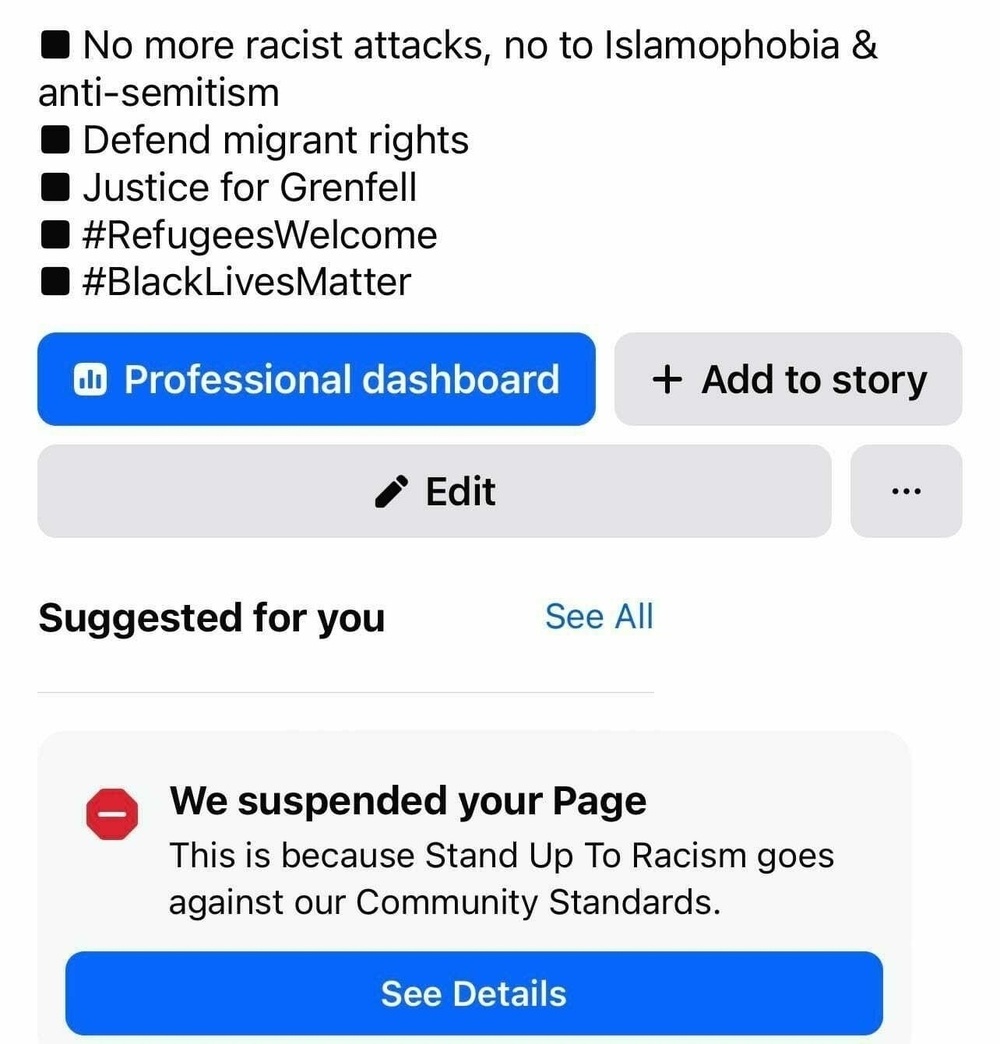 ■ No more racist attacks, no to Islamophobia &
anti-semitism
■ Defend migrant rights
■ Justice for Grenfell
■ #RefugeesWelcome
■ #BlackLivesMatter
Professional dashboard
+ Add to story
Edit
...
Suggested for you
See All
We suspended your Page
This is because Stand Up To Racism goes
against our Community Standards.
See Details